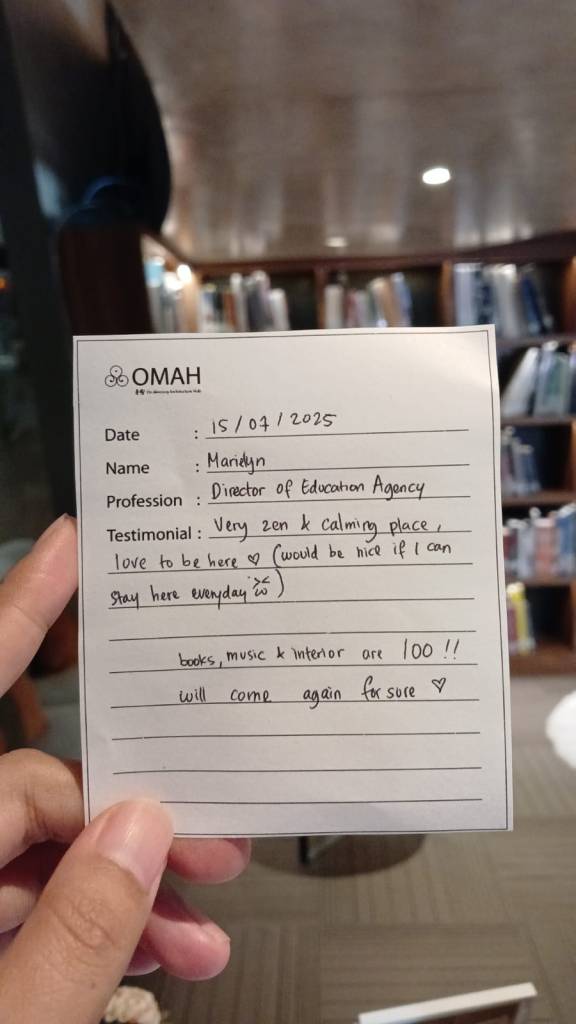 OMAH
Date : 15/07/2025
Name : Marielyn
Profession : Director of Education Agency
Testimonial : Very zen & calming place,
love to be here ♡ (would be nice if I can
stay here everyday)
books, music & interior are 100 !!
will come again for sure ♡